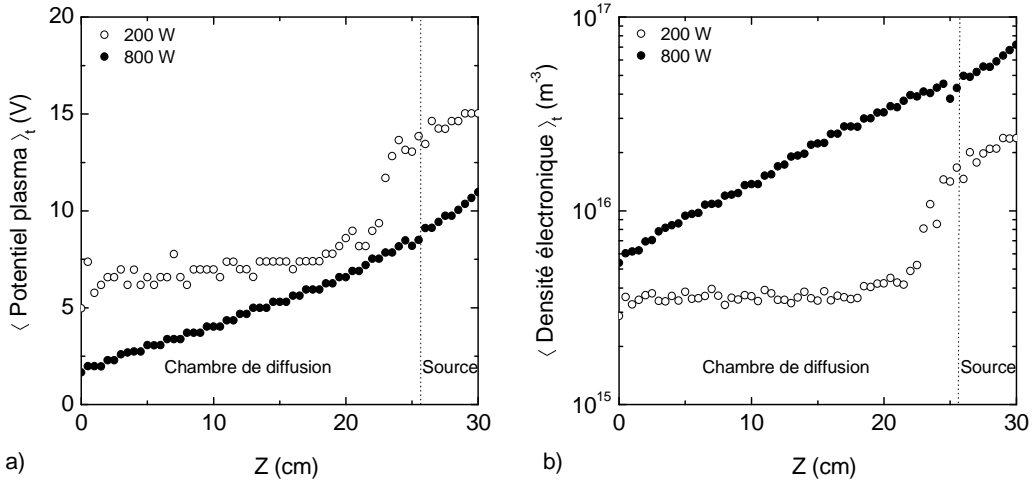 20
15
10
5
0
⟨ Potentiel plasma ⟩t (V)
200 W
800 W
Chambre de diffusion
Source
0 10 20 30
Z (cm)
a)
10^17
10^16
10^15
⟨ Densité électronique ⟩t (m^-3)
200 W
800 W
Chambre de diffusion
Source
0 10 20 30
Z (cm)
b)